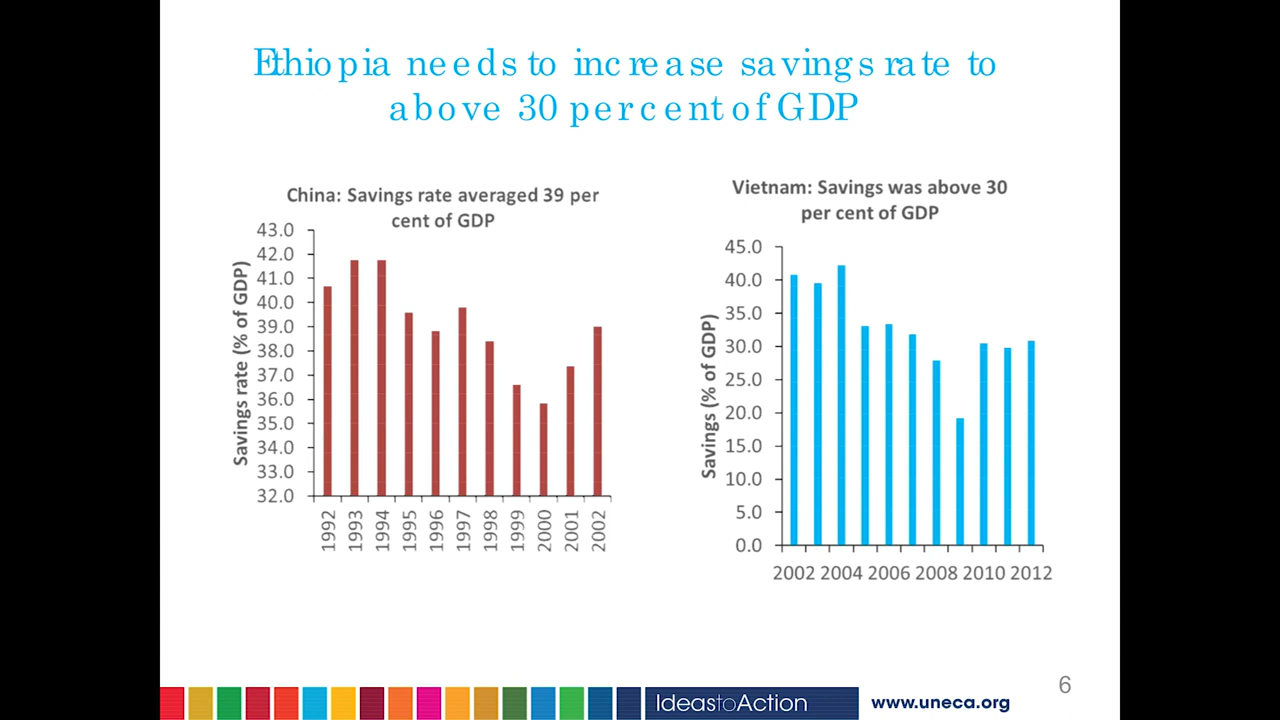 Ethiopia needs to increase savings rate to
above 30 per cent of GDP
China: Savings rate averaged 39 per
cent of GDP
Savings rate (% of GDP)
43.0
42.0
41.0
40.0
39.0
38.0
37.0
36.0
35.0
34.0
33.0
32.0
1992 1993 1994 1995 1996 1997 1998 1999 2000 2001 2002
Vietnam: Savings was above 30
per cent of GDP
Savings (% of GDP)
45.0
40.0
35.0
30.0
25.0
20.0
15.0
10.0
5.0
0.0
2002 2004 2006 2008 2010 2012
6
IdeastoAction
www.uneca.org